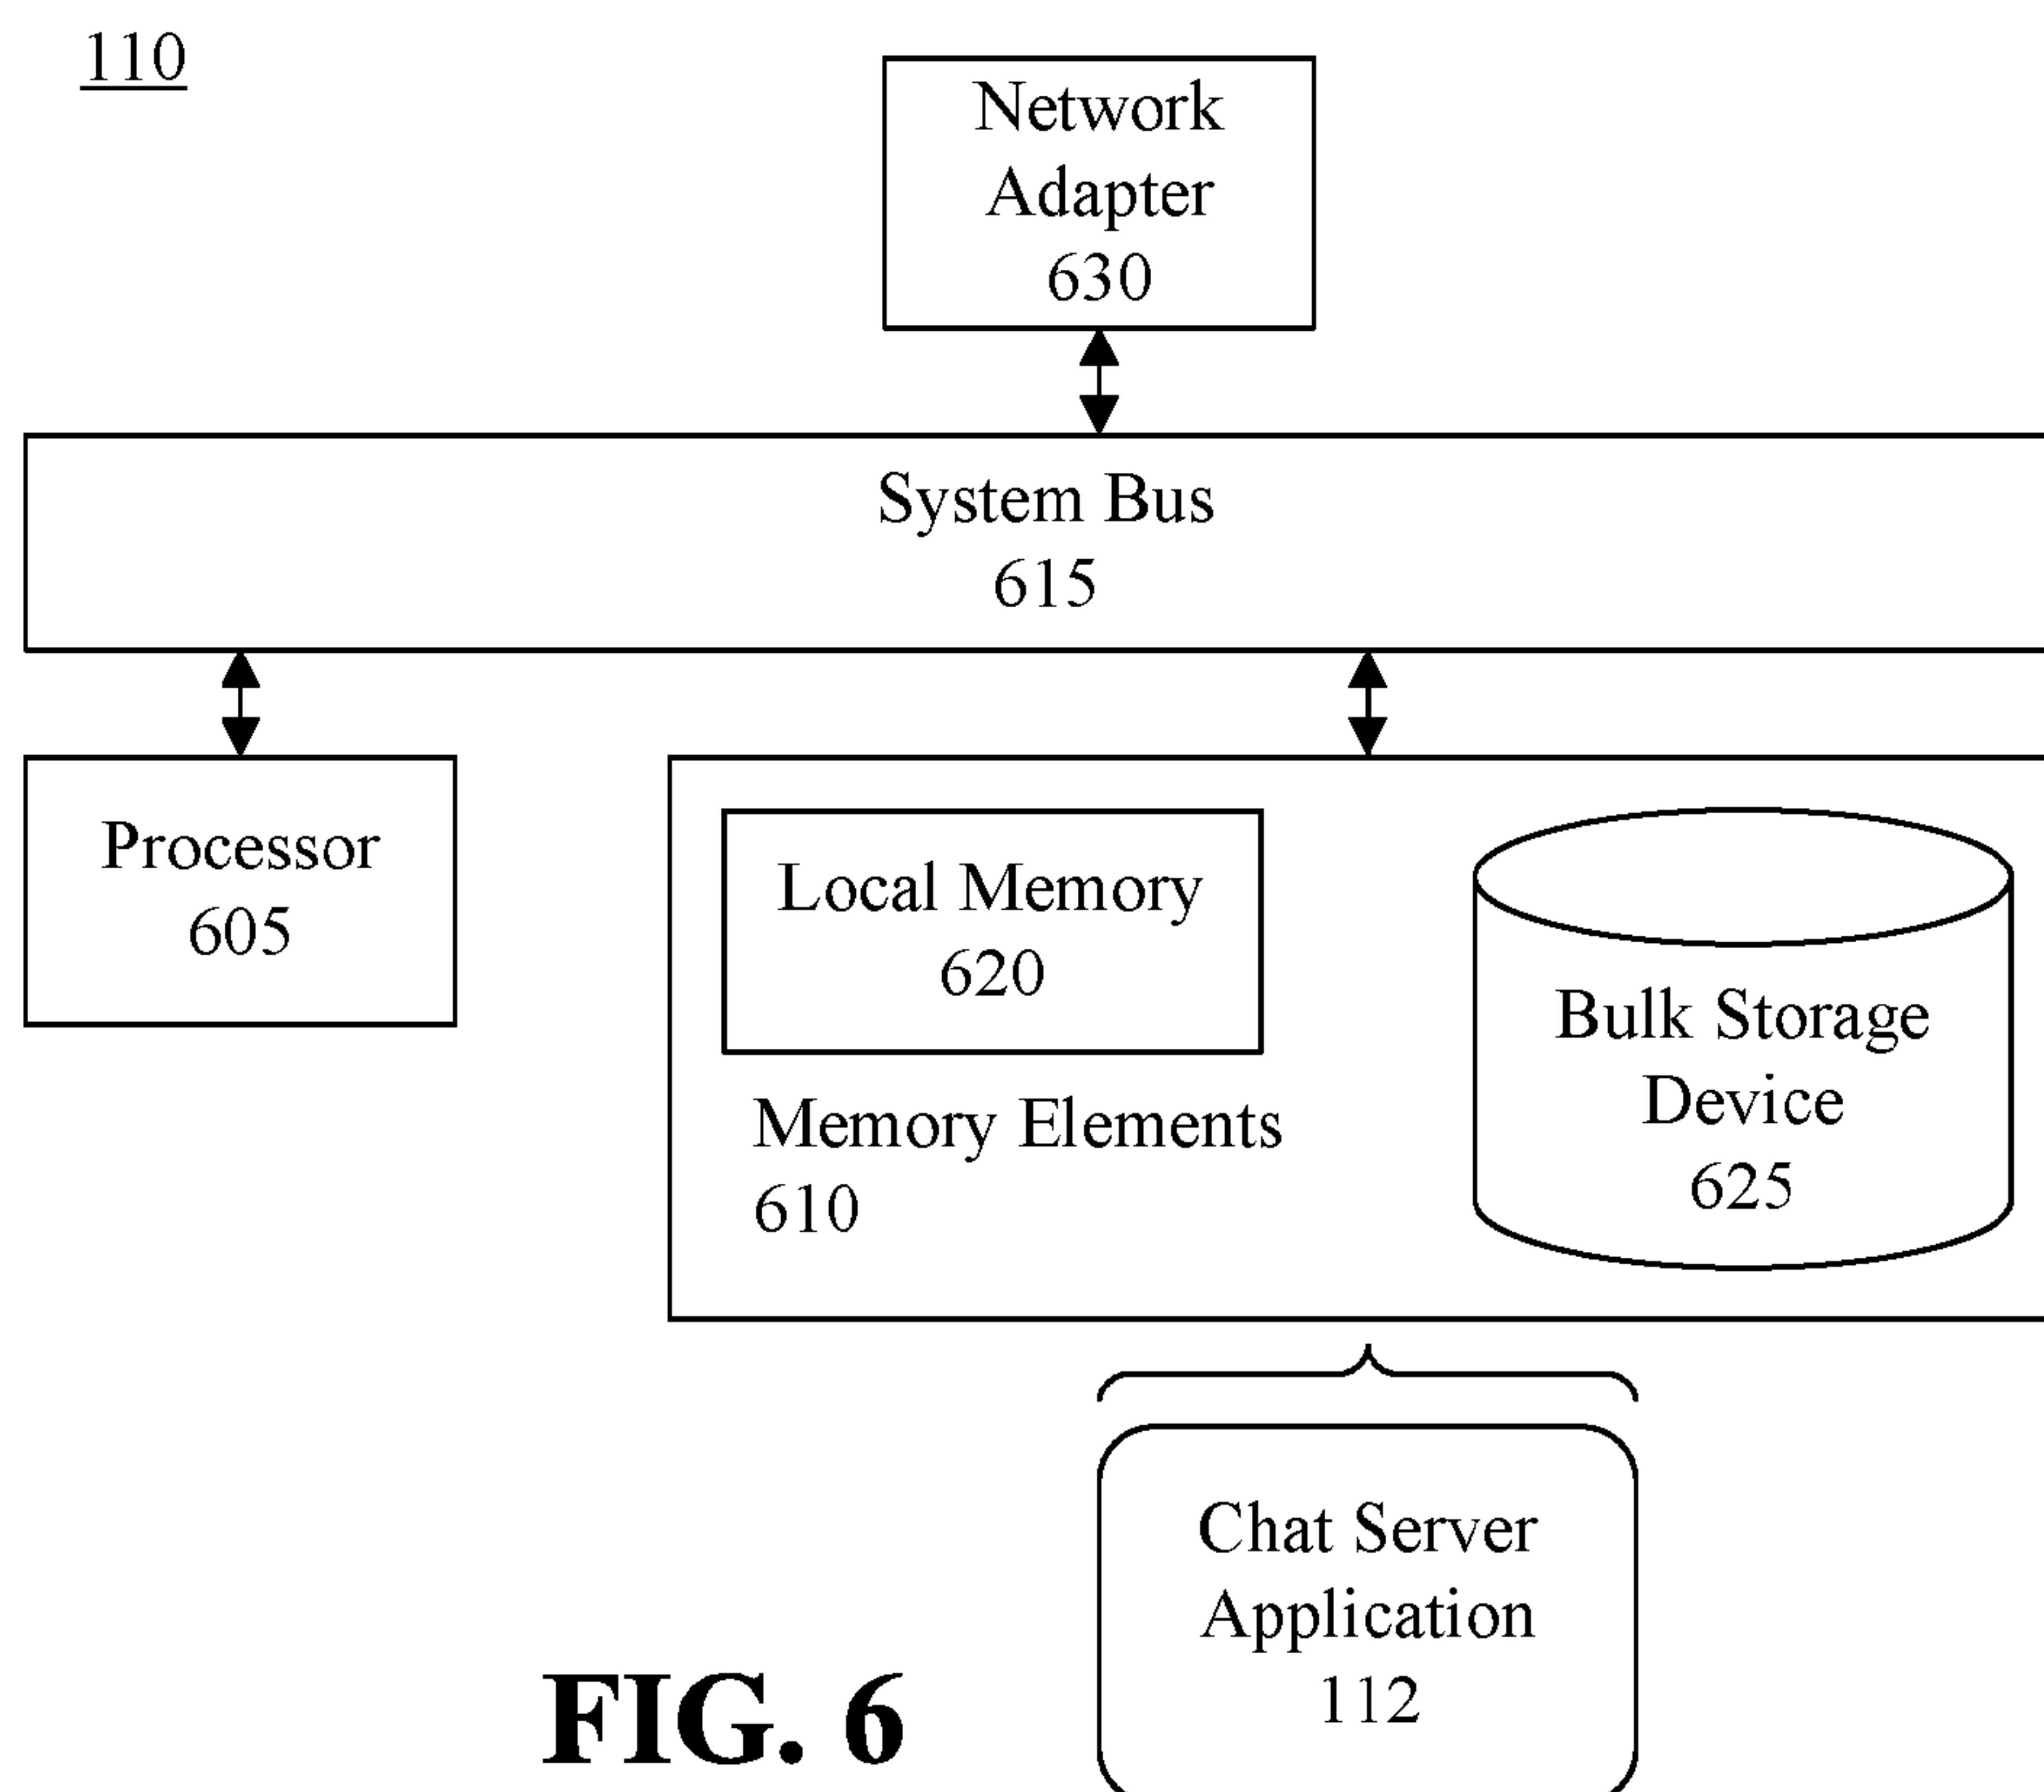 110
Network
Adapter
630
System Bus
615
Processor
605
Local Memory
620
Memory Elements
610
Bulk Storage
Device
625
Chat Server
Application
112
FIG. 6